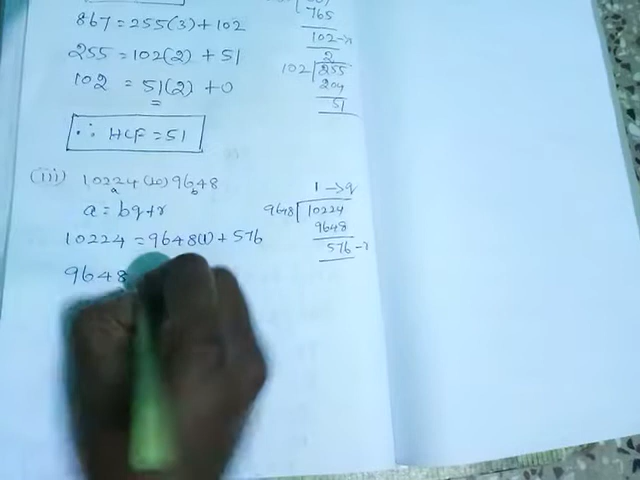 867 = 255(3) + 102
255 = 102(2) + 51
102 = 51(2) + 0
∴ HCF = 51
765
102 → r
2
102 255
204
51
(iii) 10224 9648
a b
a = bq + r
10224 = 9648(1) + 576
9648
1 → q
9648 10224
9648
576 - r